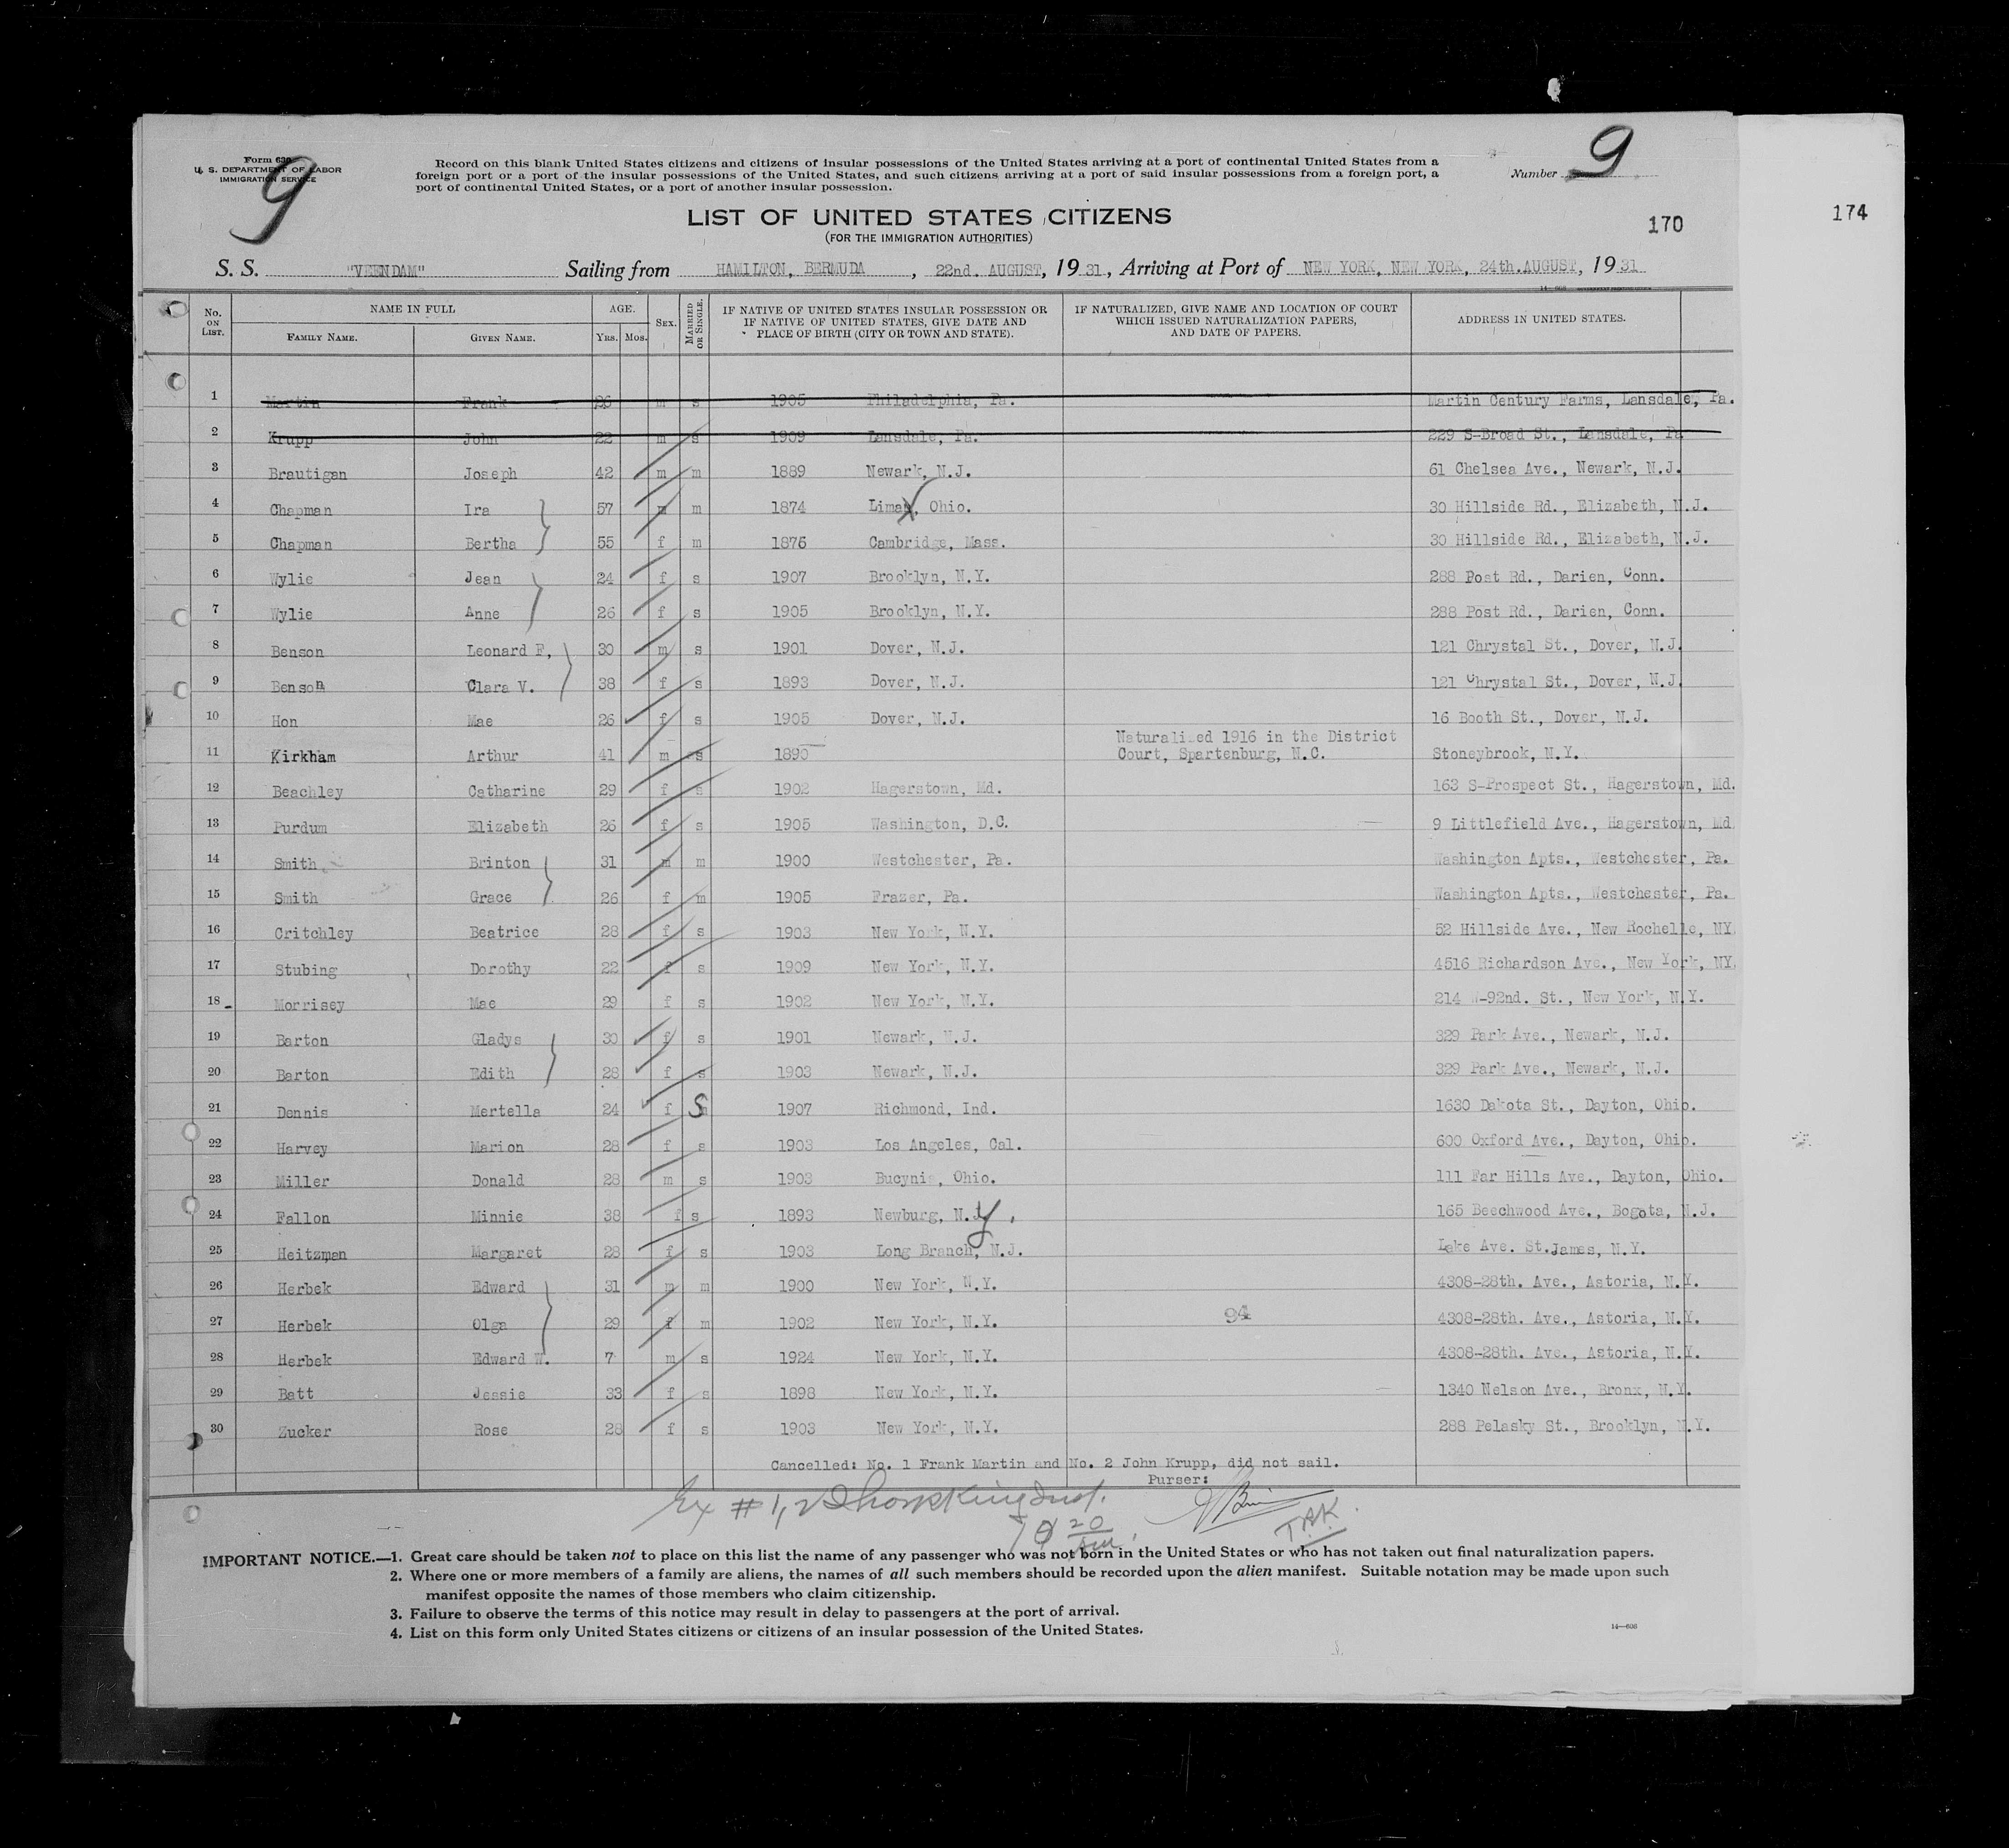 Form 630
U. S. DEPARTMENT OF LABOR
IMMIGRATION SERVICE
9
Record on this blank United States citizens and citizens of insular possessions of the United States arriving at a port of continental United States from a
foreign port or a port of the insular possessions of the United States, and such citizens arriving at a port of said insular possessions from a foreign port, a
port of continental United States, or a port of another insular possession.
Number 9
LIST OF UNITED STATES CITIZENS
(FOR THE IMMIGRATION AUTHORITIES)
170
174
S. S. "VEENDAM" Sailing from HAMILTON, BERMUDA, 22nd. AUGUST, 1931, Arriving at Port of NEW YORK, NEW YORK, 24th.AUGUST, 1931
No. ON LIST. NAME IN FULL FAMILY NAME. GIVEN NAME. AGE. YRS. MOS. SEX. MARRIED OR SINGLE. IF NATIVE OF UNITED STATES INSULAR POSSESSION OR IF NATIVE OF UNITED STATES, GIVE DATE AND PLACE OF BIRTH (CITY OR TOWN AND STATE). IF NATURALIZED, GIVE NAME AND LOCATION OF COURT WHICH ISSUED NATURALIZATION PAPERS, AND DATE OF PAPERS. ADDRESS IN UNITED STATES.
1 Martin Frank 26 m s 1905 Philadelphia, Pa. Martin Century Farms, Lansdale, Pa.
2 Krupp John 22 m s 1909 Lansdale, Pa. 229 S-Broad St., Lansdale, Pa
3 Brautigan Joseph 42 m m 1889 Newark, N.J. 61 Chelsea Ave., Newark, N.J.
4 Chapman Ira 57 m m 1874 Lima, Ohio. 30 Hillside Rd., Elizabeth, N.J.
5 Chapman Bertha 55 f m 1876 Cambridge, Mass. 30 Hillside Rd., Elizabeth, N.J.
6 Wylie Jean 24 f s 1907 Brooklyn, N.Y. 288 Post Rd., Darien, Conn.
7 Wylie Anne 26 f s 1905 Brooklyn, N.Y. 288 Post Rd., Darien, Conn.
8 Benson Leonard F, 30 m s 1901 Dover, N.J. 121 Chrystal St., Dover, N.J.
9 Benson Clara V. 38 f s 1893 Dover, N.J. 121 Chrystal St., Dover, N.J.
10 Hon Mae 26 f s 1905 Dover, N.J. 16 Booth St., Dover, N.J.
11 Kirkham Arthur 41 m s 1890 Naturalized 1916 in the District Court, Spartenburg, N.C. Stoneybrook, N.Y.
12 Beachley Catharine 29 f s 1902 Hagerstown, Md. 163 S-Prospect St., Hagerstown, Md.
13 Purdum Elizabeth 26 f s 1905 Washington, D.C. 9 Littlefield Ave., Hagerstown, Md
14 Smith Brinton 31 m m 1900 Westchester, Pa. Washington Apts., Westchester, Pa.
15 Smith Grace 26 f m 1905 Frazer, Pa. Washington Apts., Westchester, Pa.
16 Critchley Beatrice 28 f s 1903 New York, N.Y. 52 Hillside Ave., New Rochelle, NY.
17 Stubing Dorothy 22 f s 1909 New York, N.Y. 4516 Richardson Ave., New York, NY.
18 Morrisey Mae 29 f s 1902 New York, N.Y. 214 W-92nd. St., New York, N.Y.
19 Barton Gladys 30 f s 1901 Newark, N.J. 329 Park Ave., Newark, N.J.
20 Barton Edith 28 f s 1903 Newark, N.J. 329 Park Ave., Newark, N.J.
21 Dennis Mertella 24 f S 1907 Richmond, Ind. 1630 Dakota St., Dayton, Ohio.
22 Harvey Marion 28 f s 1903 Los Angeles, Cal. 600 Oxford Ave., Dayton, Ohio.
23 Miller Donald 28 m s 1903 Bucynis, Ohio. 111 Far Hills Ave., Dayton, Ohio.
24 Fallon Minnie 38 f s 1893 Newburg, N.Y. 165 Beechwood Ave., Bogota, N.J.
25 Heitzman Margaret 28 f s 1903 Long Branch, N.J. Lake Ave. St.James, N.Y.
26 Herbek Edward 31 m m 1900 New York, N.Y. 4308-28th. Ave., Astoria, N.Y.
27 Herbek Olga 29 f m 1902 New York, N.Y. 94 4308-28th. Ave., Astoria, N.Y.
28 Herbek Edward W. 7 m s 1924 New York, N.Y. 4308-28th. Ave., Astoria, N.Y.
29 Batt Jessie 33 f s 1898 New York, N.Y. 1340 Nelson Ave., Bronx, N.Y.
30 Zucker Rose 28 f s 1903 New York, N.Y. 288 Pelasky St., Brooklyn, N.Y.
Cancelled: No. 1 Frank Martin and No. 2 John Krupp, did not sail.
Purser:
Ex # 1, 2
20
IMPORTANT NOTICE.—1. Great care should be taken not to place on this list the name of any passenger who was not born in the United States or who has not taken out final naturalization papers.
2. Where one or more members of a family are aliens, the names of all such members should be recorded upon the alien manifest. Suitable notation may be made upon such
manifest opposite the names of those members who claim citizenship.
3. Failure to observe the terms of this notice may result in delay to passengers at the port of arrival.
4. List on this form only United States citizens or citizens of an insular possession of the United States.
14—606